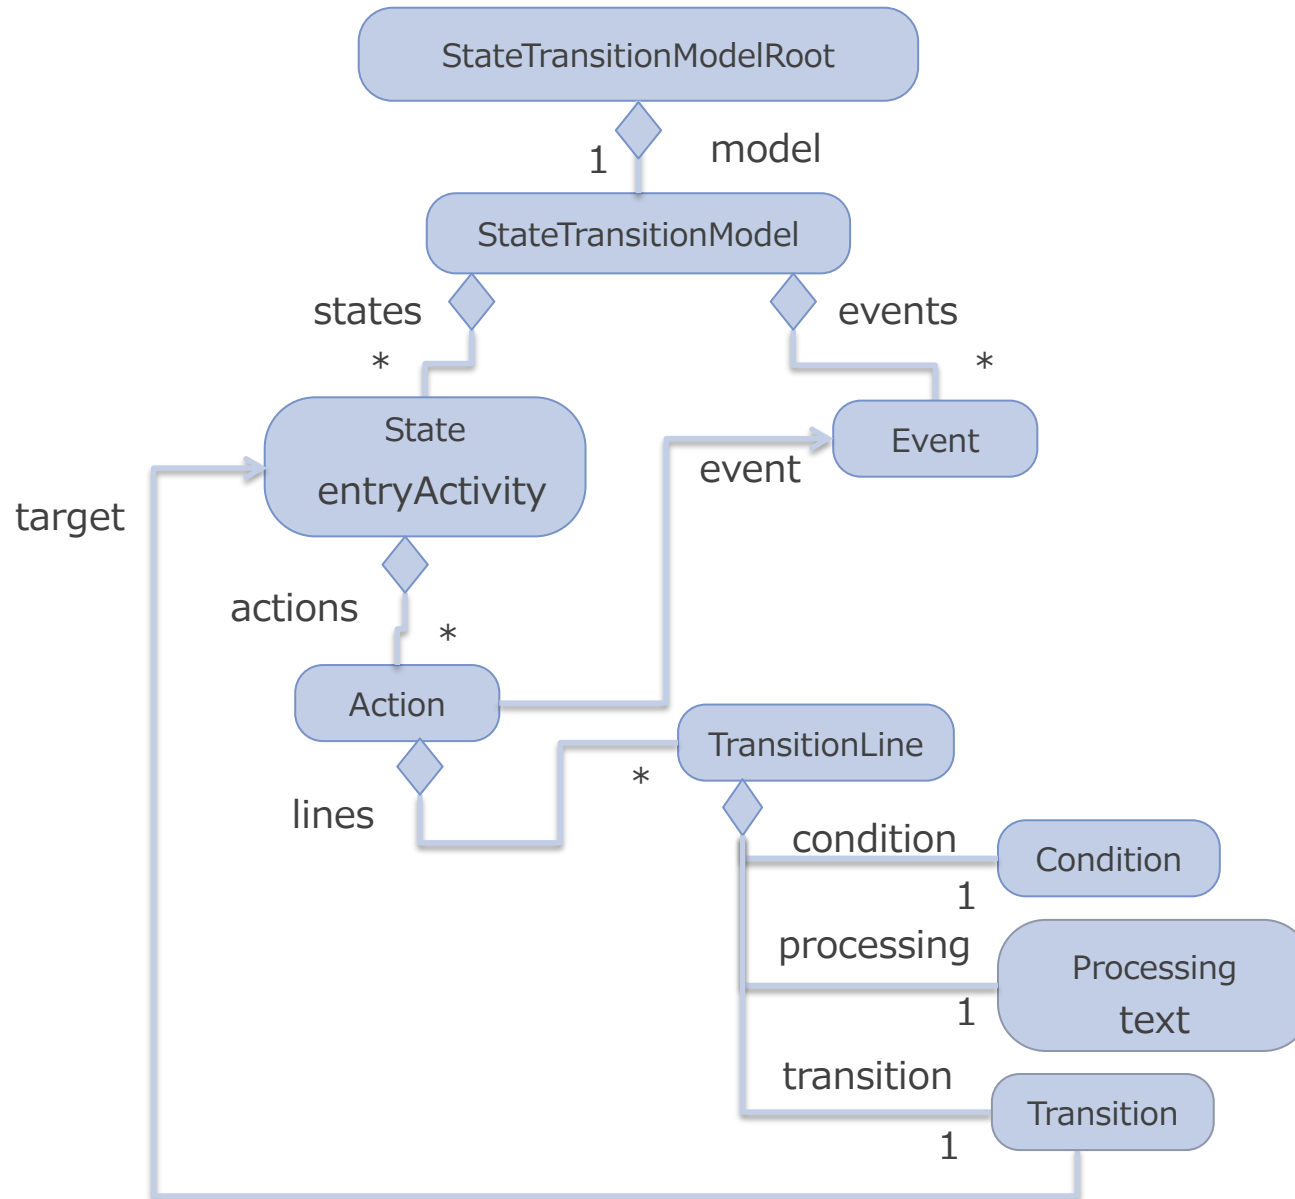 StateTransitionModelRoot
1
model
StateTransitionModel
states
events
*
*
State
entryActivity
Event
event
target
actions
*
Action
TransitionLine
*
lines
condition
Condition
1
processing
Processing
text
1
transition
Transition
1